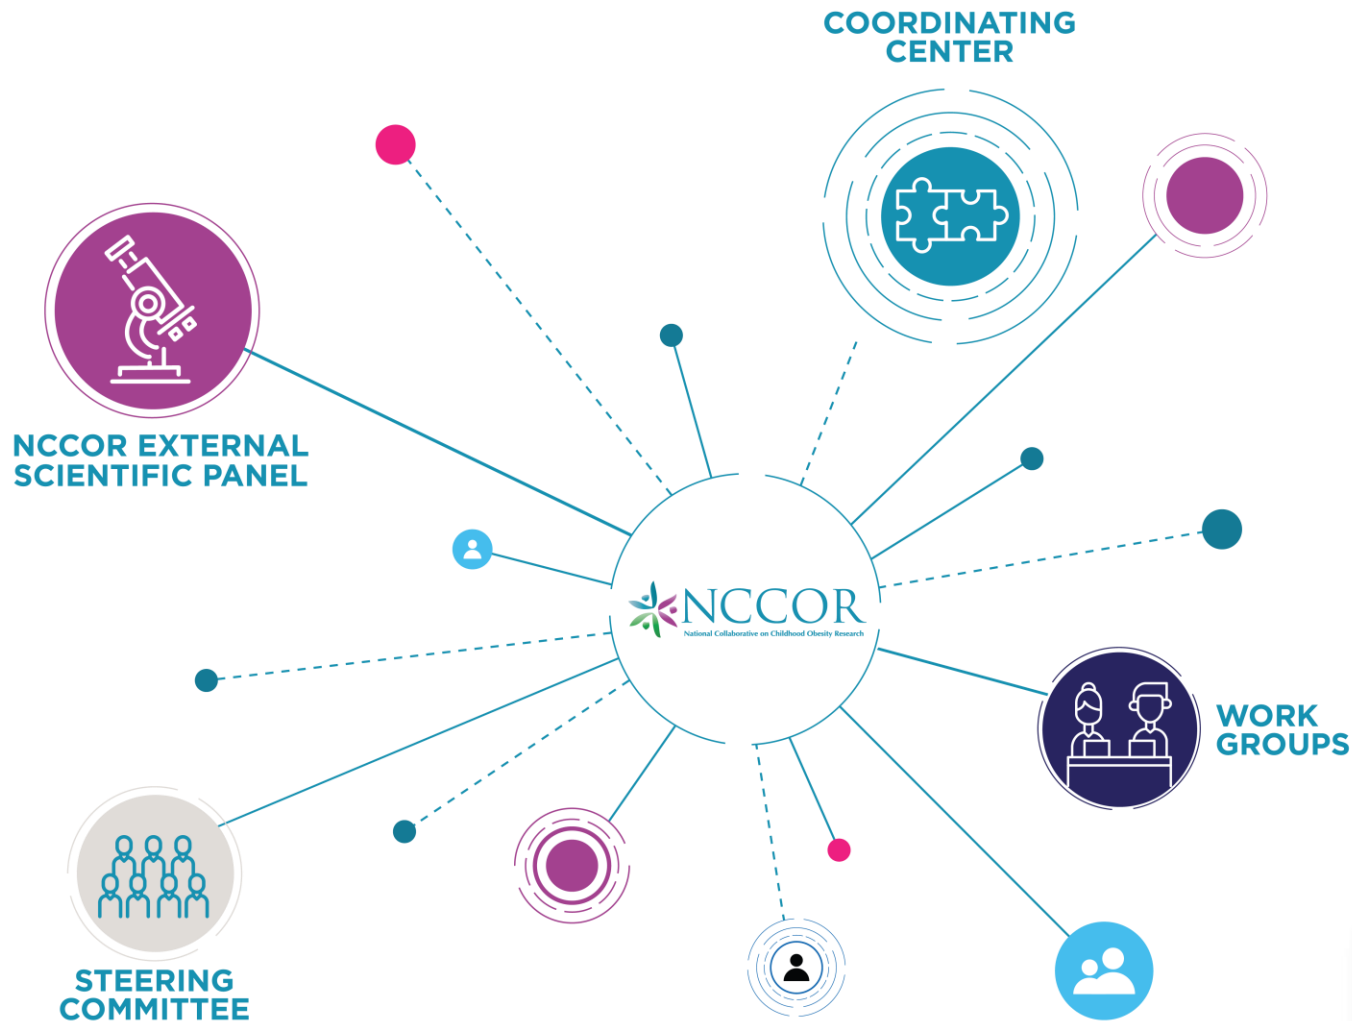 COORDINATING
CENTER
NCCOR EXTERNAL
SCIENTIFIC PANEL
NCCOR
National Collaborative on Childhood Obesity Research
WORK
GROUPS
STEERING
COMMITTEE